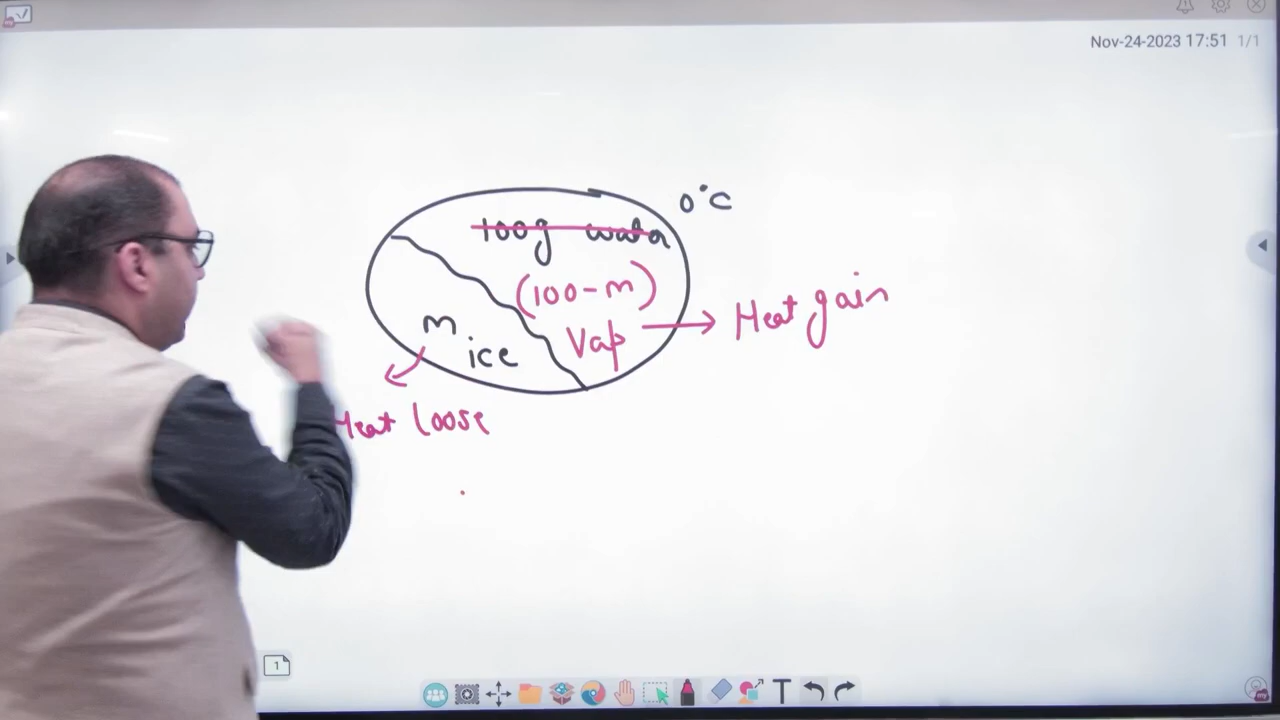 Nov-24-2023 17:51 1/1
0°C
100g water
(100-m)
m
ice
Vap
Heat gain
Heat loose
1
T